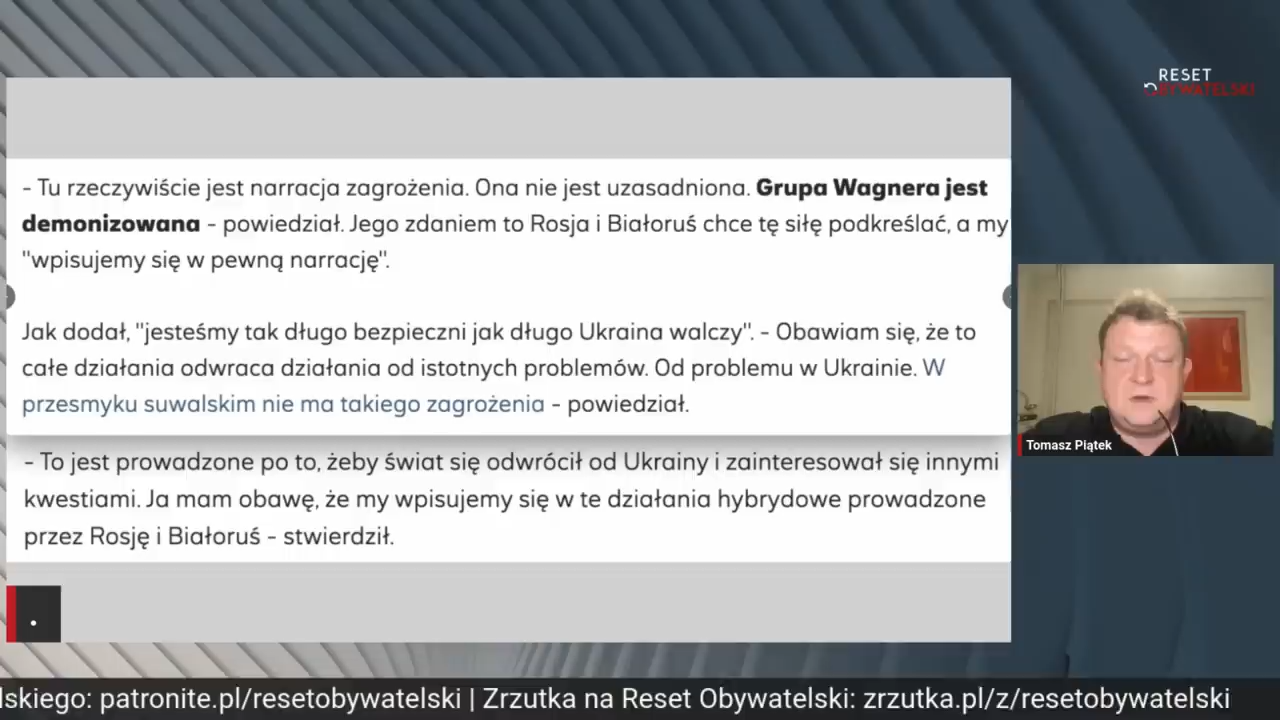 RESET
OBYWATELSKI
- Tu rzeczywiście jest narracja zagrożenia. Ona nie jest uzasadniona. Grupa Wagnera jest
demonizowana - powiedział. Jego zdaniem to Rosja i Białoruś chce tę siłę podkreślać, a my
"wpisujemy się w pewną narrację".
Jak dodał, "jesteśmy tak długo bezpieczni jak długo Ukraina walczy". - Obawiam się, że to
całe działania odwraca działania od istotnych problemów. Od problemu w Ukrainie. W
przesmyku suwalskim nie ma takiego zagrożenia - powiedział.
- To jest prowadzone po to, żeby świat się odwrócił od Ukrainy i zainteresował się innymi
kwestiami. Ja mam obawę, że my wpisujemy się w te działania hybrydowe prowadzone
przez Rosję i Białoruś - stwierdził.
Tomasz Piątek
.
lskiego: patronite.pl/resetobywatelski | Zrzutka na Reset Obywatelski: zrzutka.pl/z/resetobywatelski